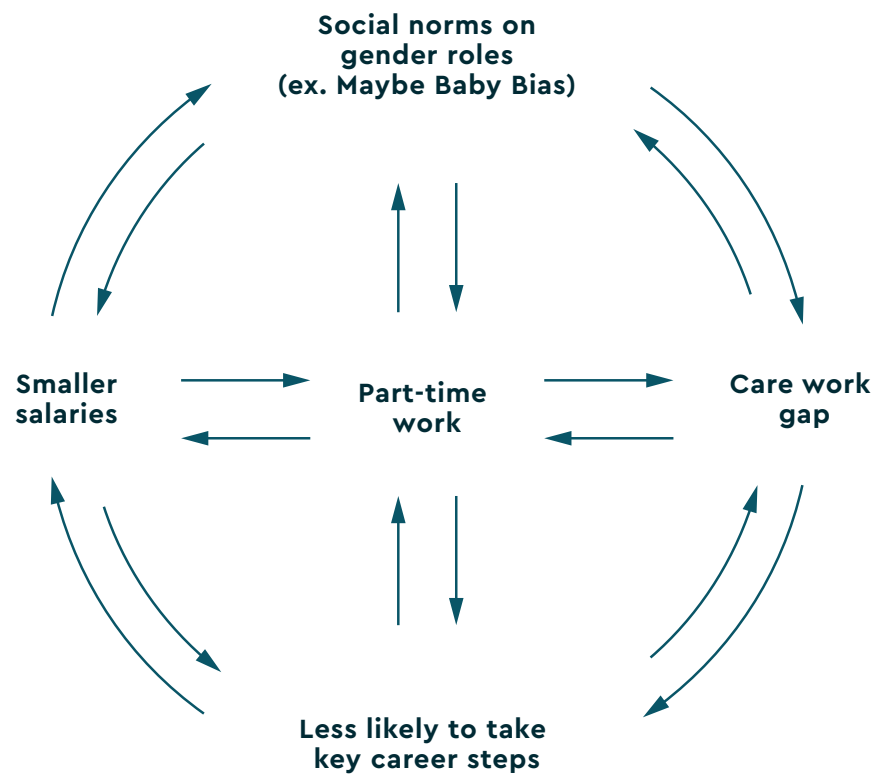 Social norms on
gender roles
(ex. Maybe Baby Bias)
Smaller
salaries
Part-time
work
Care work
gap
Less likely to take
key career steps